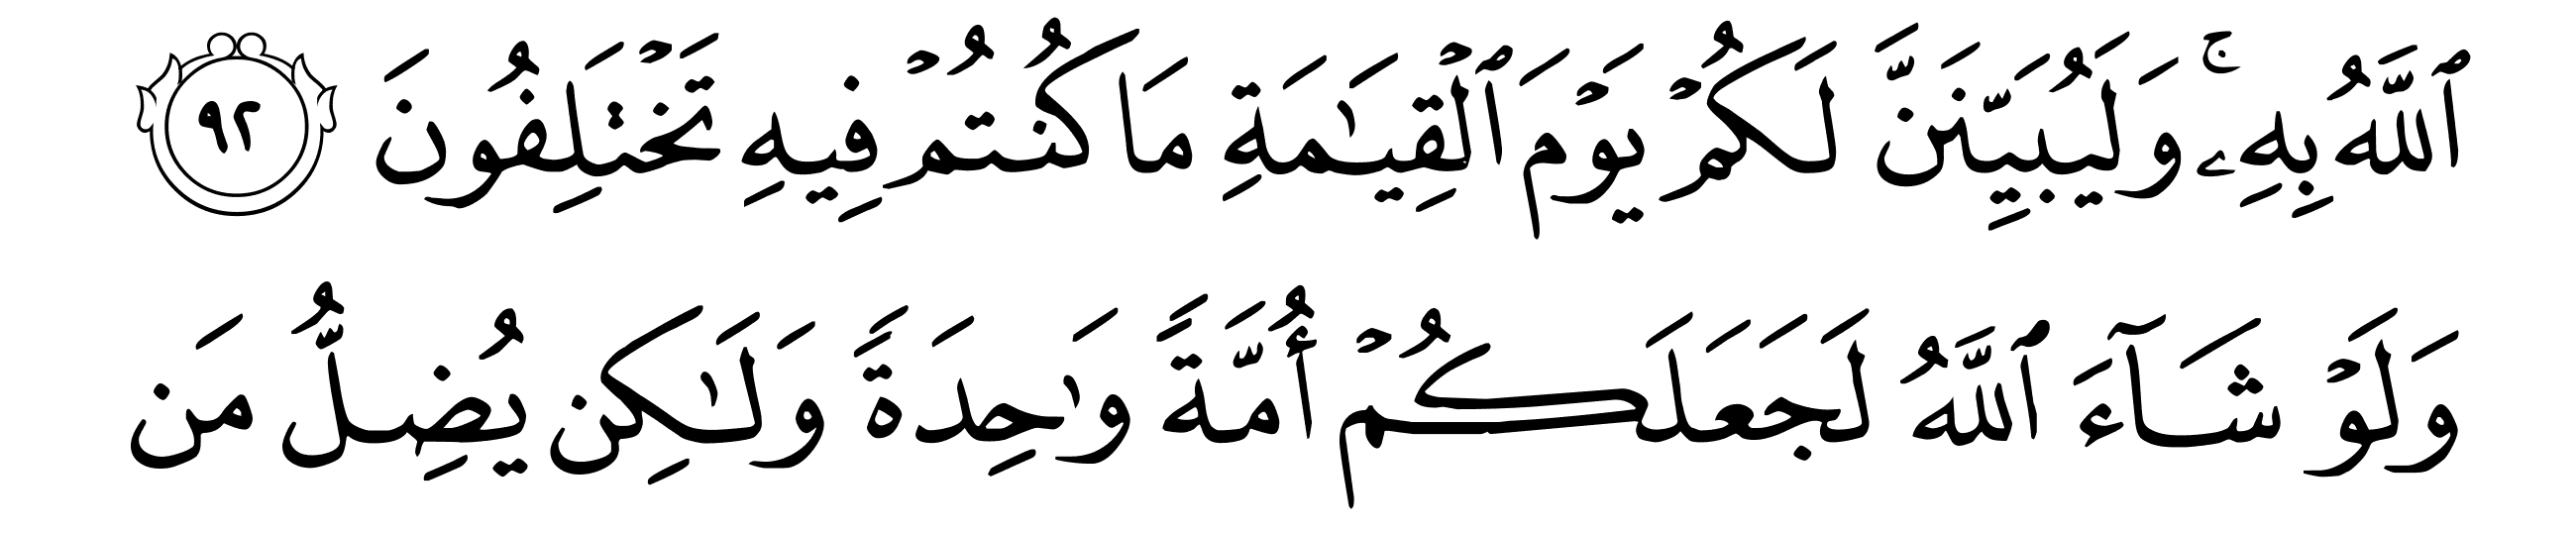 ٱللَّهُ بِهِۦۚ وَلَيُبَيِّنَنَّ لَكُمْ يَوْمَ ٱلْقِيَـٰمَةِ مَا كُنتُمْ فِيهِ تَخْتَلِفُونَ ٩٢
وَلَوْ شَآءَ ٱللَّهُ لَجَعَلَكُمْ أُمَّةً وَٰحِدَةً وَلَـٰكِن يُضِلُّ مَن